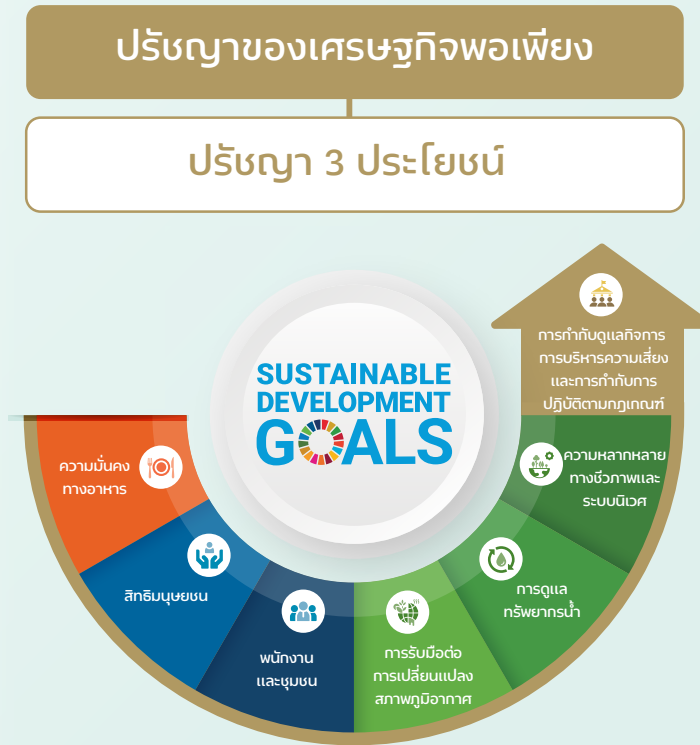 ปรัชญาของเศรษฐกิจพอเพียง
ปรัชญา 3 ประโยชน์
SUSTAINABLE
DEVELOPMENT
GOALS
ความมั่นคง
ทางอาหาร
สิทธิมนุษยชน
พนักงาน
และชุมชน
การรับมือต่อ
การเปลี่ยนแปลง
สภาพภูมิอากาศ
การดูแล
ทรัพยากรน้ำ
ความหลากหลาย
ทางชีวภาพและ
ระบบนิเวศ
การกำกับดูแลกิจการ
การบริหารความเสี่ยง
และการกำกับการ
ปฏิบัติตามกฎเกณฑ์